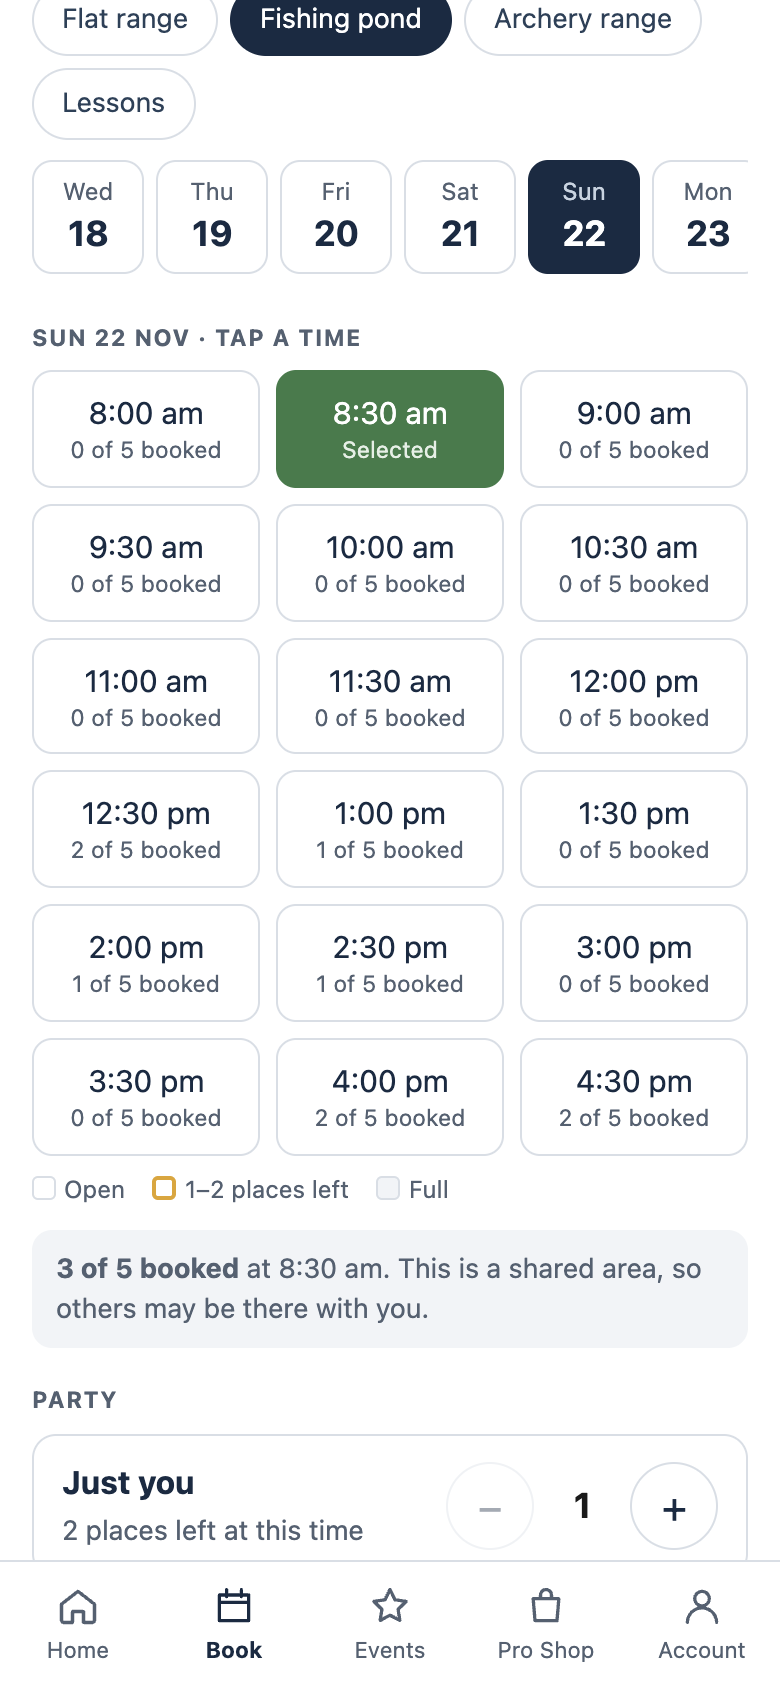 Flat range
Fishing pond
Archery range
Lessons
Wed
18
Thu
19
Fri
20
Sat
21
Sun
22
Mon
23
SUN 22 NOV · TAP A TIME
8:00 am
0 of 5 booked
8:30 am
Selected
9:00 am
0 of 5 booked
9:30 am
0 of 5 booked
10:00 am
0 of 5 booked
10:30 am
0 of 5 booked
11:00 am
0 of 5 booked
11:30 am
0 of 5 booked
12:00 pm
0 of 5 booked
12:30 pm
2 of 5 booked
1:00 pm
1 of 5 booked
1:30 pm
0 of 5 booked
2:00 pm
1 of 5 booked
2:30 pm
1 of 5 booked
3:00 pm
0 of 5 booked
3:30 pm
0 of 5 booked
4:00 pm
2 of 5 booked
4:30 pm
2 of 5 booked
Open
1–2 places left
Full
3 of 5 booked at 8:30 am. This is a shared area, so
others may be there with you.
PARTY
Just you
2 places left at this time
− 1 +
Home
Book
Events
Pro Shop
Account